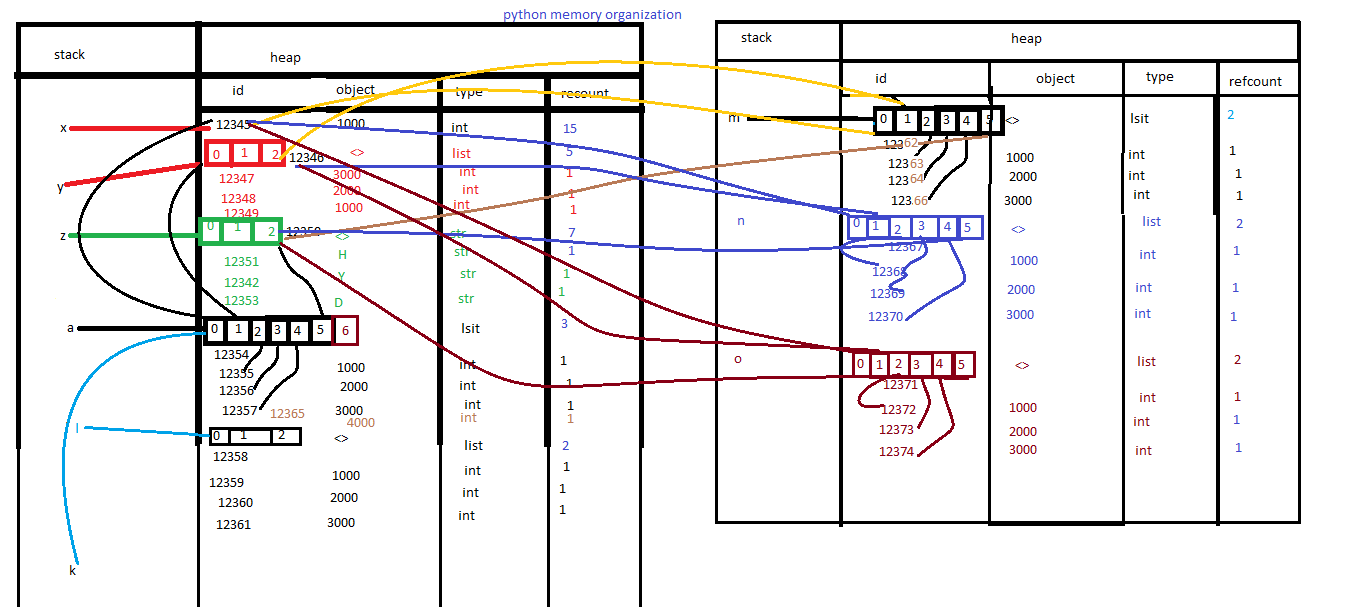 python memory organization
stack
heap
id object type recount
x 12345 1000 int 15
0 1 2 12346 <> list 5
12347 3000 int 1
y 12348 2000 int 1
12349 1000 int 1
z 0 1 2 12350 <> str 7
12351 H str 1
12342 Y str 1
12353 D str 1
a 0 1 2 3 4 5 6 lsit 3
12354
12355 1000 int 1
12356 2000 int 1
12357 3000 int 1
12365 4000 int 1
l 0 1 2 <> list 2
12358
12359 1000 int 1
12360 2000 int 1
12361 3000 int 1
k
stack
heap
id object type refcount
m 0 1 2 3 4 5 <> lsit 2
12362
12363 1000 int 1
12364 2000 int 1
12366 3000 int 1
n 0 1 2 3 4 5 <> list 2
12367
12368 1000 int 1
12369 2000 int 1
12370 3000 int 1
o 0 1 2 3 4 5 <> list 2
12371
12372 1000 int 1
12373 2000 int 1
12374 3000 int 1